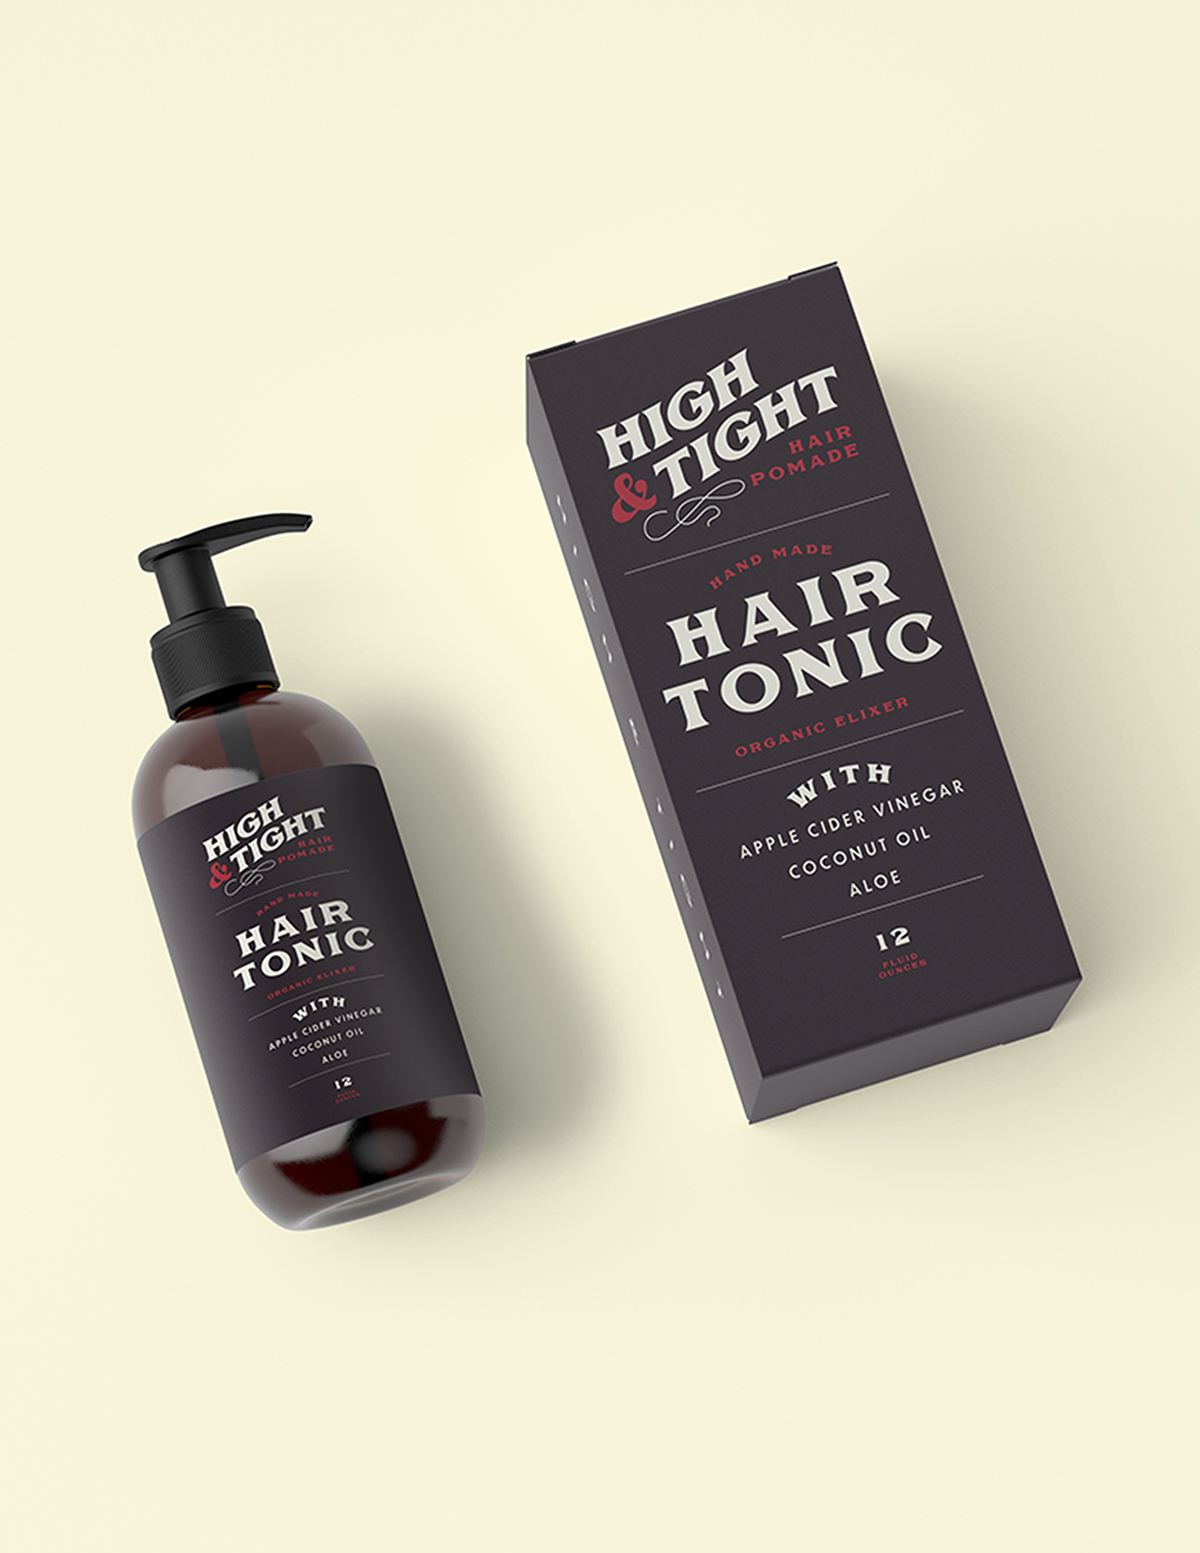 HIGH
& TIGHT
HAIR
POMADE
HAND MADE
HAIR
TONIC
ORGANIC ELIXER
WITH
APPLE CIDER VINEGAR
COCONUT OIL
ALOE
12
FLUID
OUNCES
HIGH
& TIGHT
HAIR
POMADE
HAND MADE
HAIR
TONIC
ORGANIC ELIXER
WITH
APPLE CIDER VINEGAR
COCONUT OIL
ALOE
12
FLUID
OUNCES